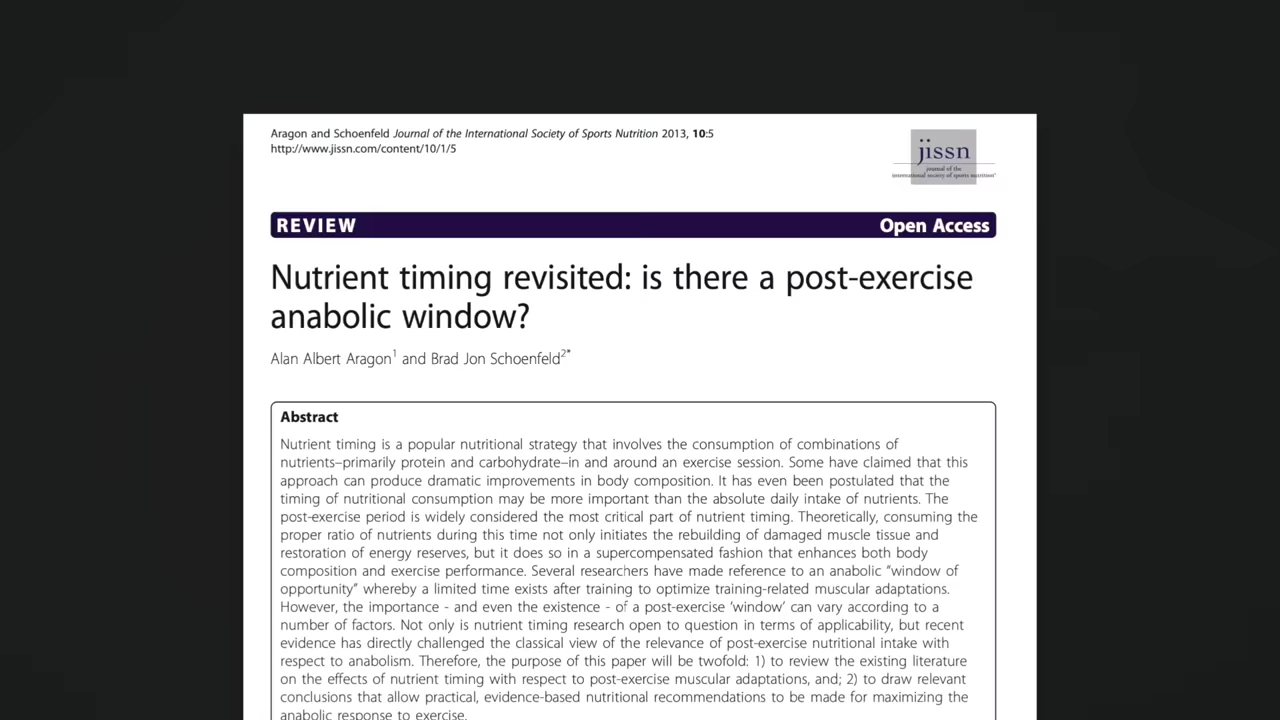 Aragon and Schoenfeld Journal of the International Society of Sports Nutrition 2013, 10:5
http://www.jissn.com/content/10/1/5
jissn
journal of the
international society of sports nutrition
REVIEW
Open Access
Nutrient timing revisited: is there a post-exercise
anabolic window?
Alan Albert Aragon1 and Brad Jon Schoenfeld2*
Abstract
Nutrient timing is a popular nutritional strategy that involves the consumption of combinations of
nutrients–primarily protein and carbohydrate–in and around an exercise session. Some have claimed that this
approach can produce dramatic improvements in body composition. It has even been postulated that the
timing of nutritional consumption may be more important than the absolute daily intake of nutrients. The
post-exercise period is widely considered the most critical part of nutrient timing. Theoretically, consuming the
proper ratio of nutrients during this time not only initiates the rebuilding of damaged muscle tissue and
restoration of energy reserves, but it does so in a supercompensated fashion that enhances both body
composition and exercise performance. Several researchers have made reference to an anabolic “window of
opportunity” whereby a limited time exists after training to optimize training-related muscular adaptations.
However, the importance - and even the existence - of a post-exercise ‘window’ can vary according to a
number of factors. Not only is nutrient timing research open to question in terms of applicability, but recent
evidence has directly challenged the classical view of the relevance of post-exercise nutritional intake with
respect to anabolism. Therefore, the purpose of this paper will be twofold: 1) to review the existing literature
on the effects of nutrient timing with respect to post-exercise muscular adaptations, and; 2) to draw relevant
conclusions that allow practical, evidence-based nutritional recommendations to be made for maximizing the
anabolic response to exercise.